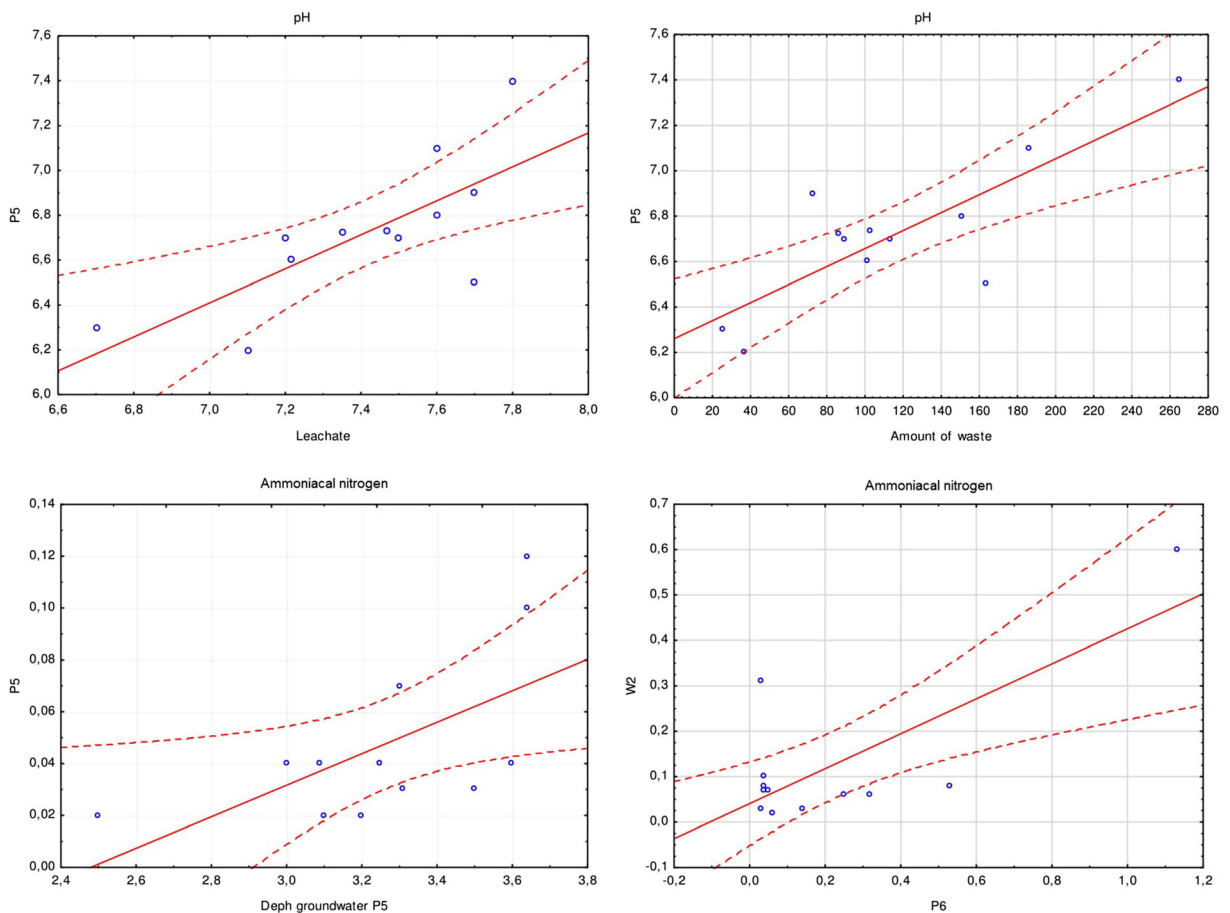 pH
7,6
7,4
7,2
7,0
6,8
6,6
6,4
6,2
6,0
P5
6,6 6,8 7,0 7,2 7,4 7,6 7,8 8,0
Leachate
pH
7,6
7,4
7,2
7,0
6,8
6,6
6,4
6,2
6,0
P5
0 20 40 60 80 100 120 140 160 180 200 220 240 260 280
Amount of waste
Ammoniacal nitrogen
0,14
0,12
0,10
0,08
0,06
0,04
0,02
0,00
P5
2,4 2,6 2,8 3,0 3,2 3,4 3,6 3,8
Deph groundwater P5
Ammoniacal nitrogen
0,7
0,6
0,5
0,4
0,3
0,2
0,1
0,0
-0,1
W2
-0,2 0,0 0,2 0,4 0,6 0,8 1,0 1,2
P6